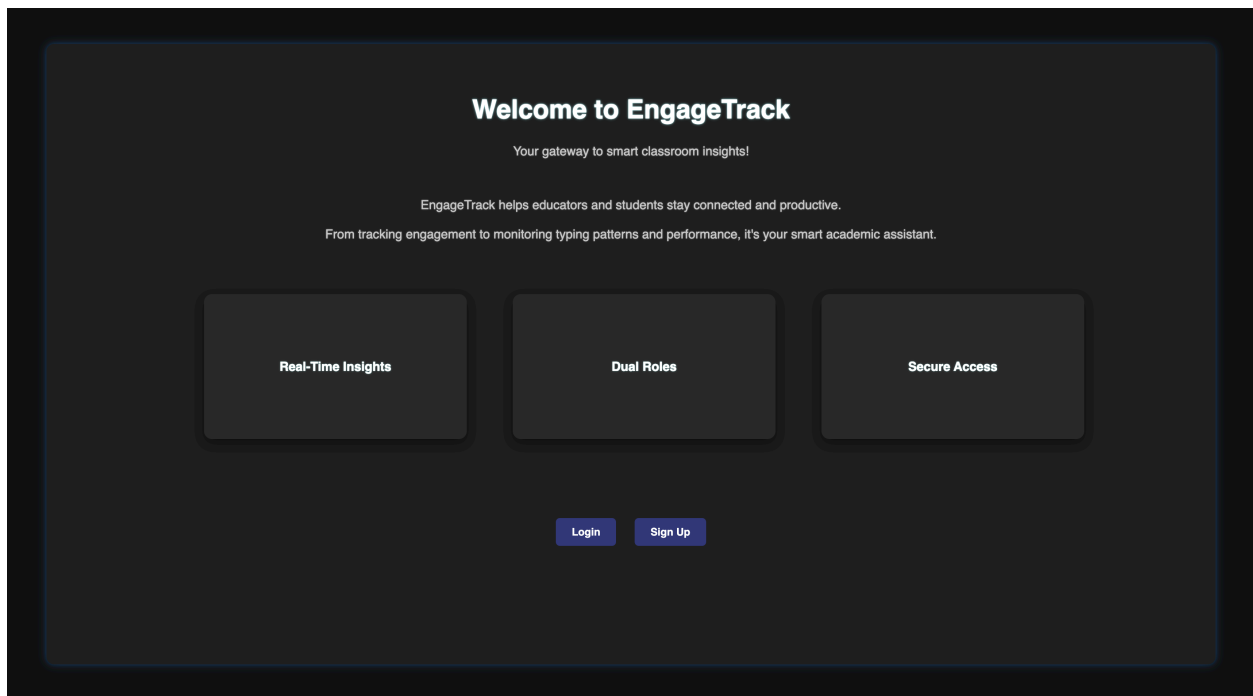 Welcome to EngageTrack
Your gateway to smart classroom insights!
EngageTrack helps educators and students stay connected and productive.
From tracking engagement to monitoring typing patterns and performance, it's your smart academic assistant.
Real-Time Insights
Dual Roles
Secure Access
Login
Sign Up